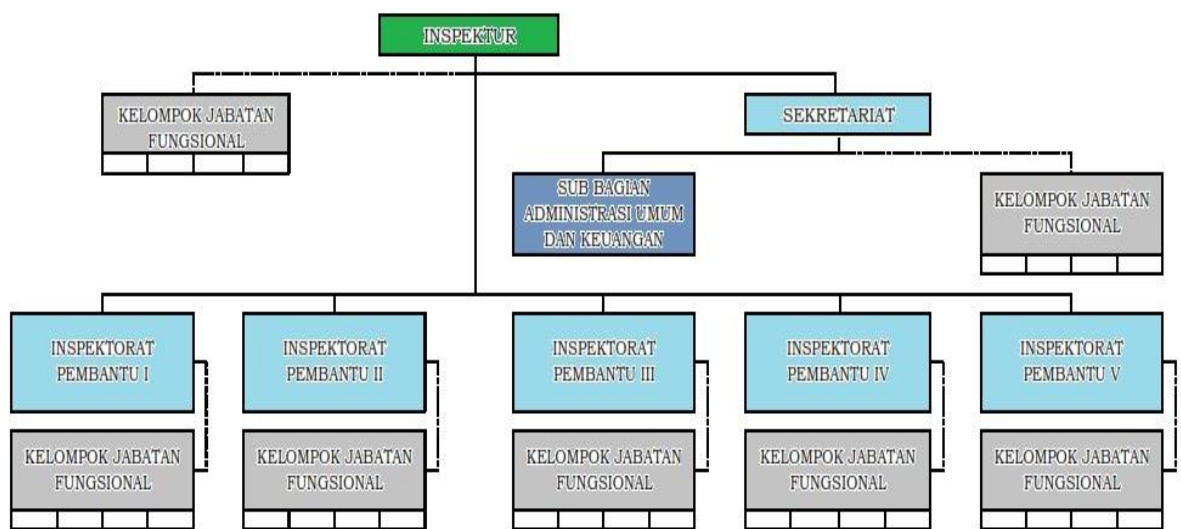 INSPEKTUR
KELOMPOK JABATAN
FUNGSIONAL
SEKRETARIAT
SUB BAGIAN
ADMINISTRASI UMUM
DAN KEUANGAN
KELOMPOK JABATAN
FUNGSIONAL
INSPEKTORAT
PEMBANTU I
INSPEKTORAT
PEMBANTU II
INSPEKTORAT
PEMBANTU III
INSPEKTORAT
PEMBANTU IV
INSPEKTORAT
PEMBANTU V
KELOMPOK JABATAN
FUNGSIONAL
KELOMPOK JABATAN
FUNGSIONAL
KELOMPOK JABATAN
FUNGSIONAL
KELOMPOK JABATAN
FUNGSIONAL
KELOMPOK JABATAN
FUNGSIONAL